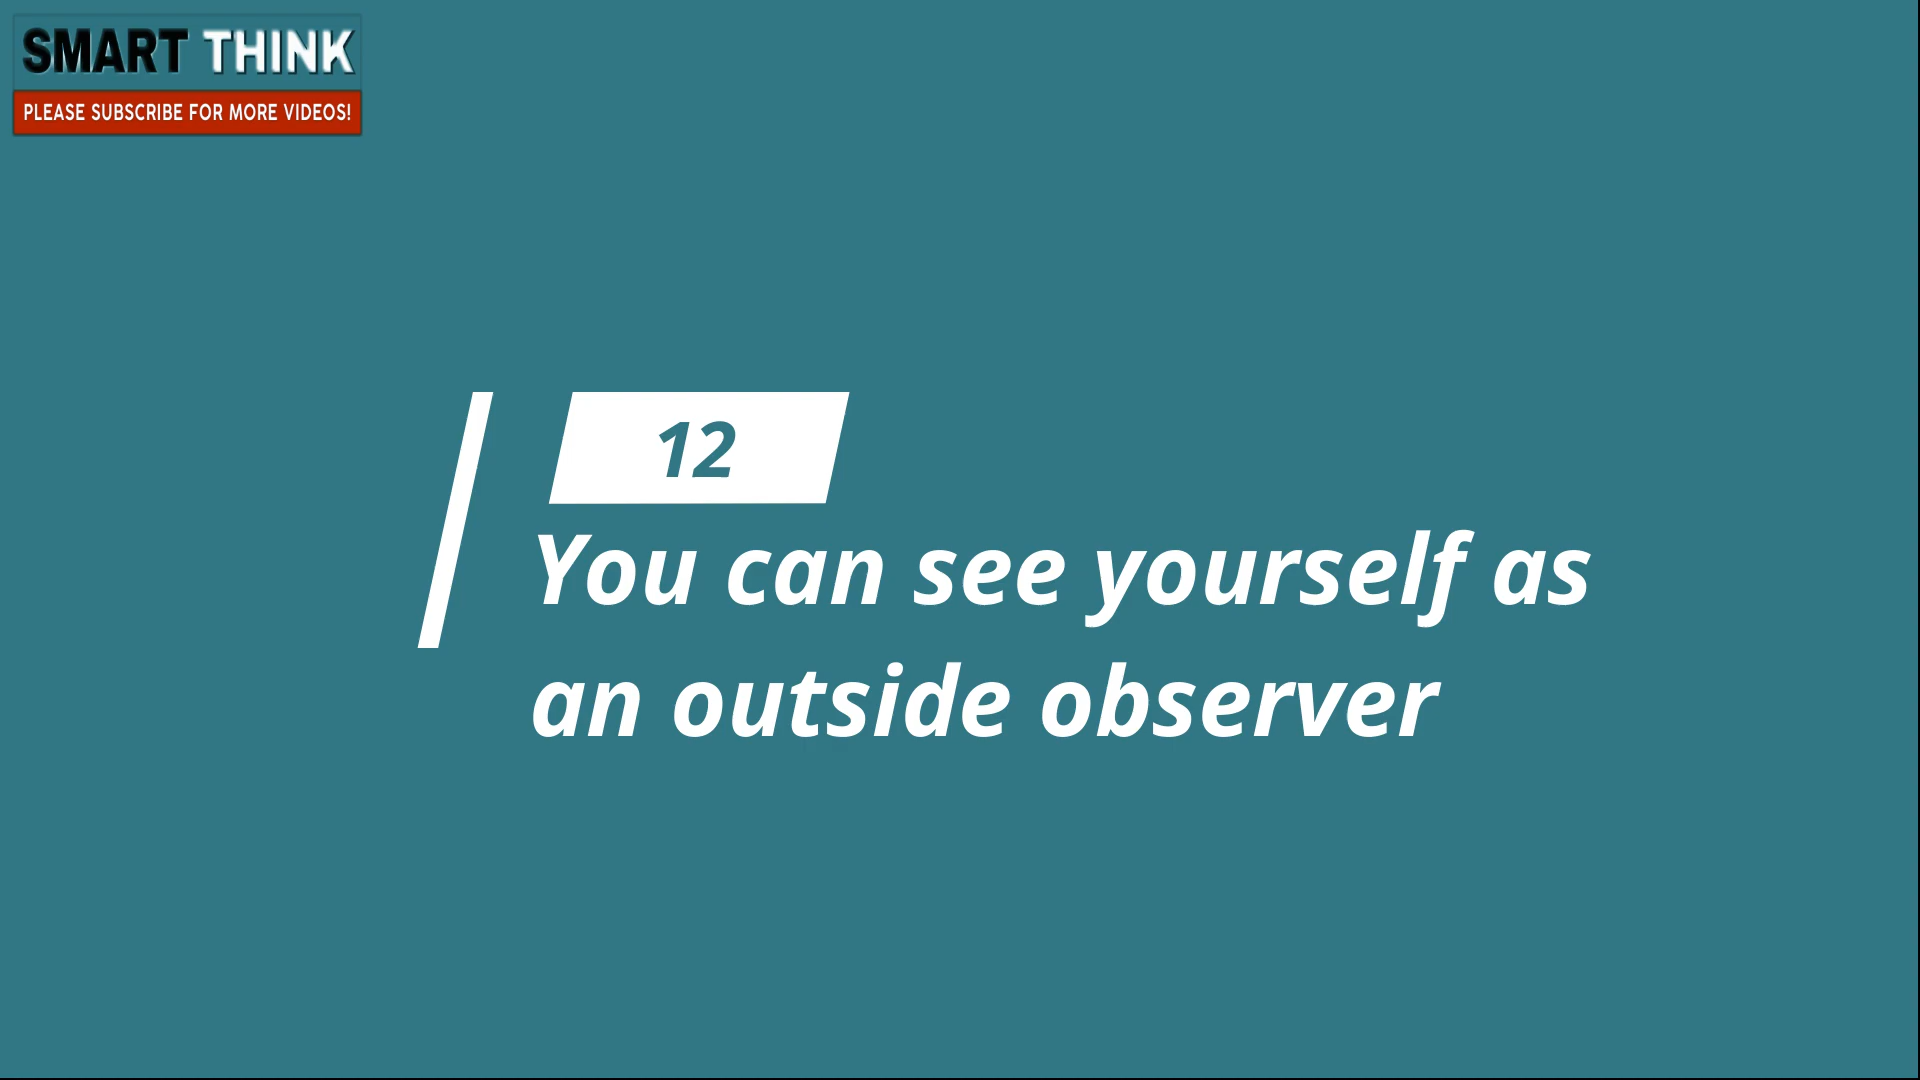 SMART THINK
PLEASE SUBSCRIBE FOR MORE VIDEOS!
12
You can see yourself as
an outside observer